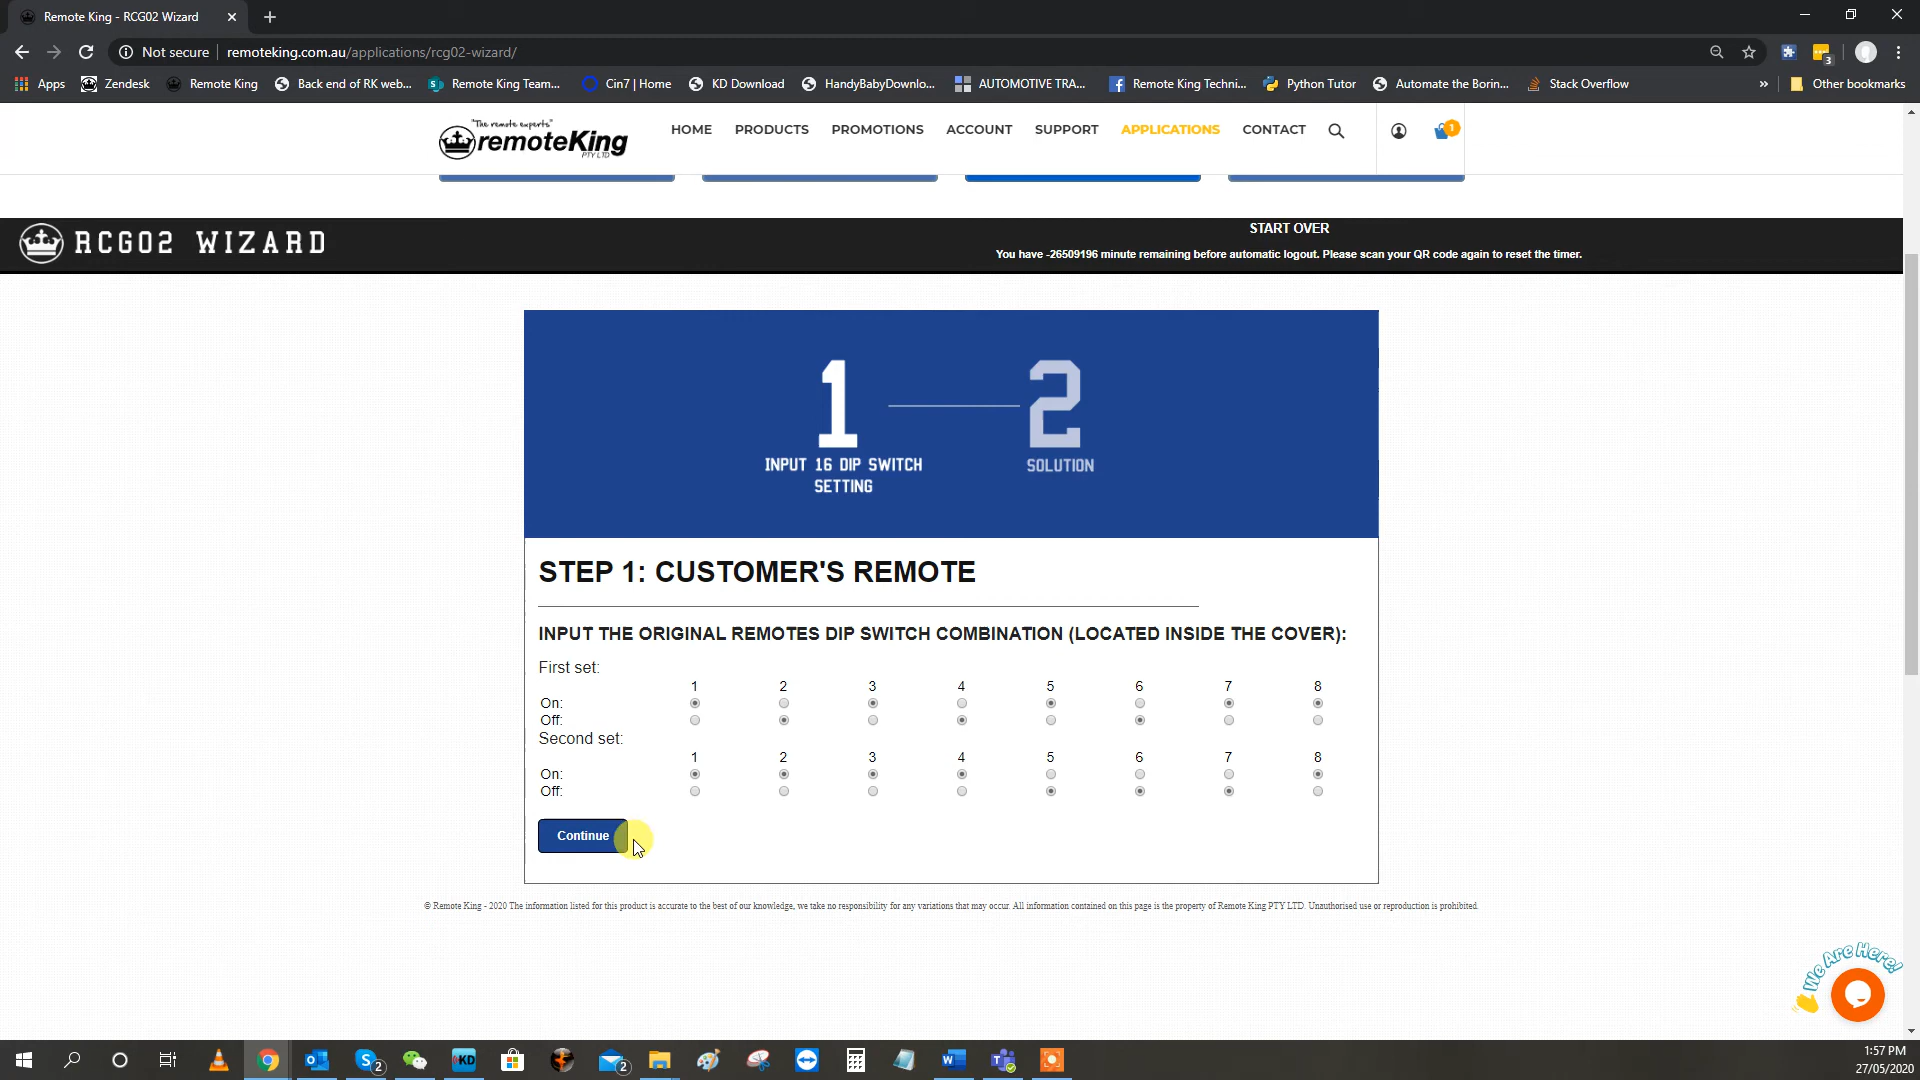 Remote King - RCG02 Wizard
Not secure
remoteking.com.au/applications/rcg02-wizard/
3
Apps
Zendesk
Remote King
Back end of RK web...
Remote King Team...
Cin7 | Home
KD Download
HandyBabyDownlo...
AUTOMOTIVE TRA...
Remote King Techni...
Python Tutor
Automate the Borin...
Stack Overflow
»
Other bookmarks
"The remote experts"
remoteKing
PTY LTD
HOME
PRODUCTS
PROMOTIONS
ACCOUNT
SUPPORT
APPLICATIONS
CONTACT
1
RCG02 WIZARD
START OVER
You have -26509196 minute remaining before automatic logout. Please scan your QR code again to reset the timer.
1
2
INPUT 16 DIP SWITCH
SETTING
SOLUTION
STEP 1: CUSTOMER'S REMOTE
INPUT THE ORIGINAL REMOTES DIP SWITCH COMBINATION (LOCATED INSIDE THE COVER):
First set:
1 2 3 4 5 6 7 8
On:
Off:
Second set:
1 2 3 4 5 6 7 8
On:
Off:
Continue
© Remote King - 2020 The information listed for this product is accurate to the best of our knowledge, we take no responsibility for any variations that may occur. All information contained on this page is the property of Remote King PTY LTD. Unauthorised use or reproduction is prohibited.
We Are Here!
2
KD
2
1:57 PM
27/05/2020